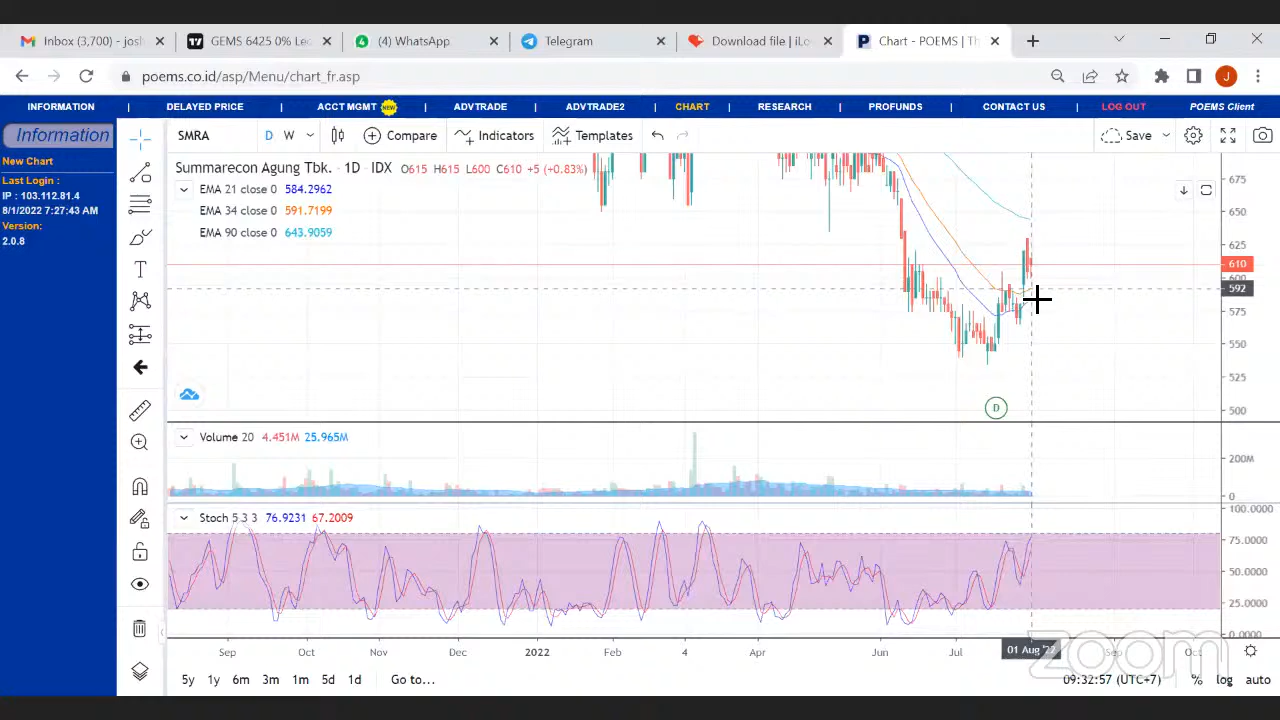 Inbox (3,700) - josh
GEMS 6425 0% Le
(4) WhatsApp
Telegram
Download file | iLo
Chart - POEMS | Th
poems.co.id/asp/Menu/chart_fr.asp
J
INFORMATION | DELAYED PRICE | ACCT MGMT NEW | ADVTRADE | ADVTRADE2 | CHART | RESEARCH | PROFUNDS | CONTACT US | LOG OUT POEMS Client
Information
New Chart
Last Login :
IP : 103.112.81.4
8/1/2022 7:27:43 AM
Version:
2.0.8
SMRA D W Compare Indicators Templates Save
Summarecon Agung Tbk. · 1D · IDX O615 H615 L600 C610 +5 (+0.83%)
EMA 21 close 0 584.2962
EMA 34 close 0 591.7199
EMA 90 close 0 643.9059
675
650
625
610
600
592
575
550
525
500
D
Volume 20 4.451M 25.965M
200M
0
Stoch 5 3 3 76.9231 67.2009
100.0000
75.0000
50.0000
25.0000
0.0000
Sep Oct Nov Dec 2022 Feb 4 Apr Jun Jul 01 Aug '22 Sep Oct
zoom
5y 1y 6m 3m 1m 5d 1d Go to... 09:32:57 (UTC+7) % log auto